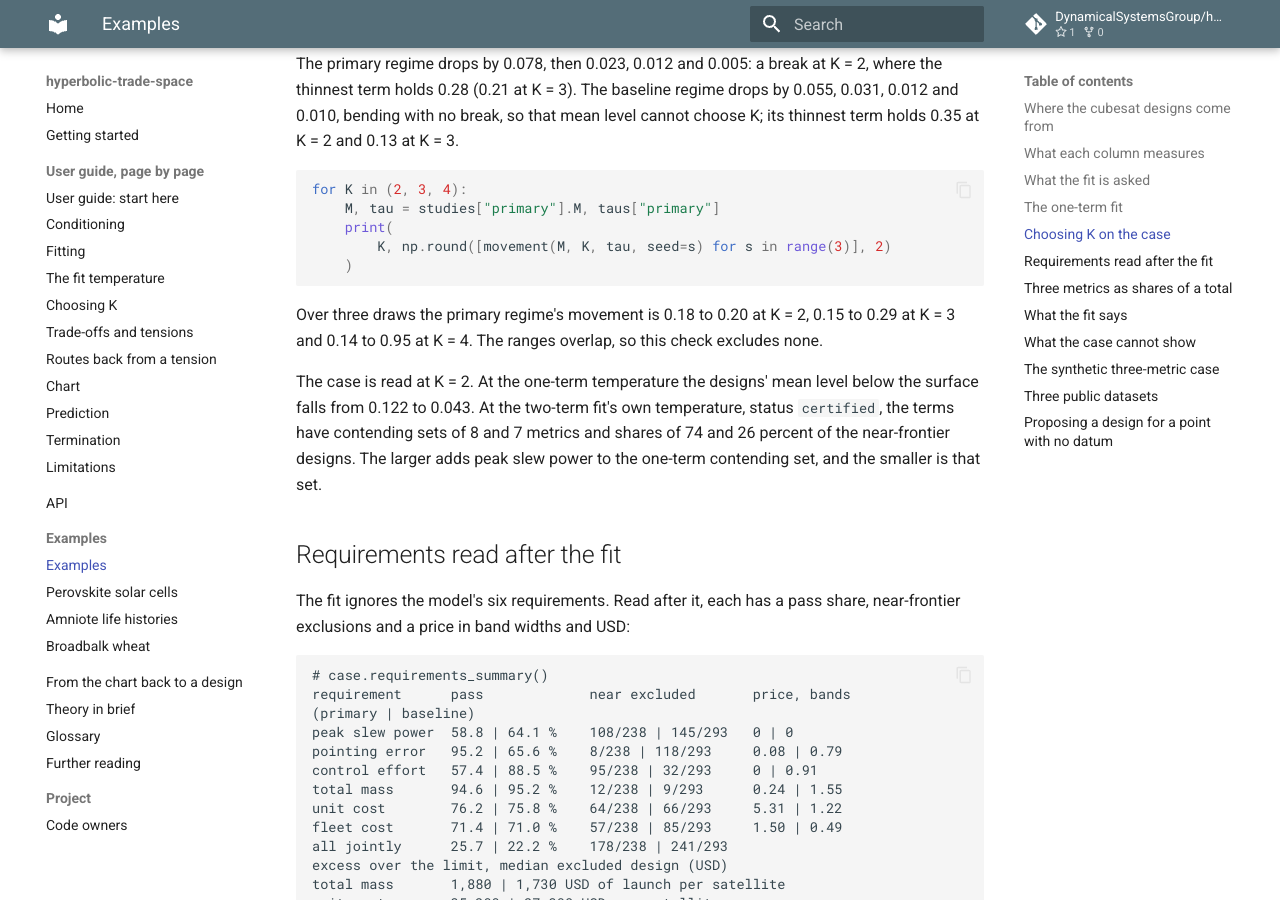 Examples
Search
DynamicalSystemsGroup/h…
1 0
hyperbolic-trade-space
Home
Getting started
User guide, page by page
User guide: start here
Conditioning
Fitting
The fit temperature
Choosing K
Trade-offs and tensions
Routes back from a tension
Chart
Prediction
Termination
Limitations
API
Examples
Examples
Perovskite solar cells
Amniote life histories
Broadbalk wheat
From the chart back to a design
Theory in brief
Glossary
Further reading
Project
Code owners
The primary regime drops by 0.078, then 0.023, 0.012 and 0.005: a break at K = 2, where the
thinnest term holds 0.28 (0.21 at K = 3). The baseline regime drops by 0.055, 0.031, 0.012 and
0.010, bending with no break, so that mean level cannot choose K; its thinnest term holds 0.35 at
K = 2 and 0.13 at K = 3.
for K in (2, 3, 4):
    M, tau = studies["primary"].M, taus["primary"]
    print(
        K, np.round([movement(M, K, tau, seed=s) for s in range(3)], 2)
    )
Over three draws the primary regime's movement is 0.18 to 0.20 at K = 2, 0.15 to 0.29 at K = 3
and 0.14 to 0.95 at K = 4. The ranges overlap, so this check excludes none.
The case is read at K = 2. At the one-term temperature the designs' mean level below the surface
falls from 0.122 to 0.043. At the two-term fit's own temperature, status certified, the terms
have contending sets of 8 and 7 metrics and shares of 74 and 26 percent of the near-frontier
designs. The larger adds peak slew power to the one-term contending set, and the smaller is that
set.
Requirements read after the fit
The fit ignores the model's six requirements. Read after it, each has a pass share, near-frontier
exclusions and a price in band widths and USD:
# case.requirements_summary()
requirement      pass             near excluded       price, bands
(primary | baseline)
peak slew power  58.8 | 64.1 %    108/238 | 145/293   0 | 0
pointing error   95.2 | 65.6 %    8/238 | 118/293     0.08 | 0.79
control effort   57.4 | 88.5 %    95/238 | 32/293     0 | 0.91
total mass       94.6 | 95.2 %    12/238 | 9/293      0.24 | 1.55
unit cost        76.2 | 75.8 %    64/238 | 66/293     5.31 | 1.22
fleet cost       71.4 | 71.0 %    57/238 | 85/293     1.50 | 0.49
all jointly      25.7 | 22.2 %    178/238 | 241/293
excess over the limit, median excluded design (USD)
total mass       1,880 | 1,730 USD of launch per satellite
Table of contents
Where the cubesat designs come
from
What each column measures
What the fit is asked
The one-term fit
Choosing K on the case
Requirements read after the fit
Three metrics as shares of a total
What the fit says
What the case cannot show
The synthetic three-metric case
Three public datasets
Proposing a design for a point
with no datum